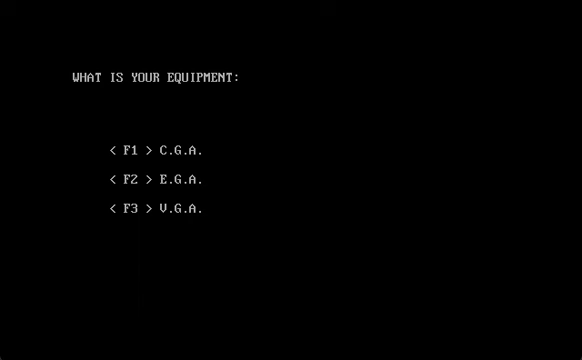 WHAT IS YOUR EQUIPMENT:
< F1 > C.G.A.
< F2 > E.G.A.
< F3 > V.G.A.